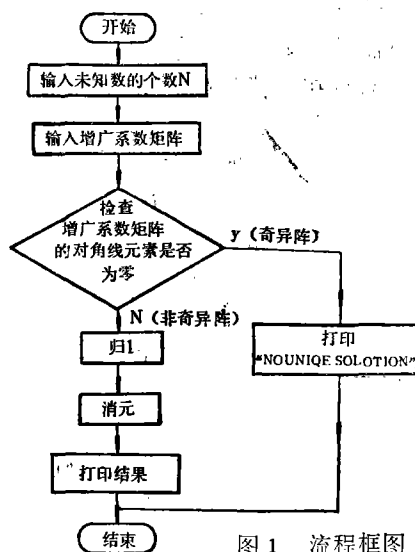 开始
输入未知数的个数N
输入增广系数矩阵
检查
增广系数矩阵
的对角线元素是否
为零
y（奇异阵）
N（非奇异阵）
归1
打印
“NOUNIQE SOLOTION”
消元
打印结果
结束
图1 流程框图